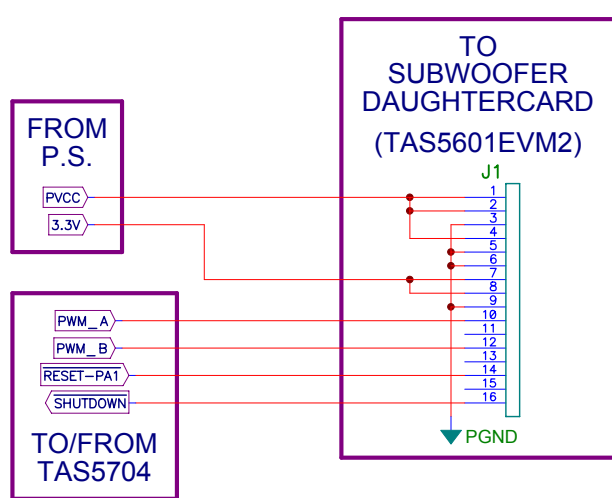 TO
SUBWOOFER
DAUGHTERCARD
(TAS5601EVM2)
J1
FROM
P.S.
PVCC
3.3V
1
2
3
4
5
6
7
8
9
10
11
12
13
14
15
16
PWM_A
PWM_B
RESET-PA1
SHUTDOWN
TO/FROM
TAS5704
PGND